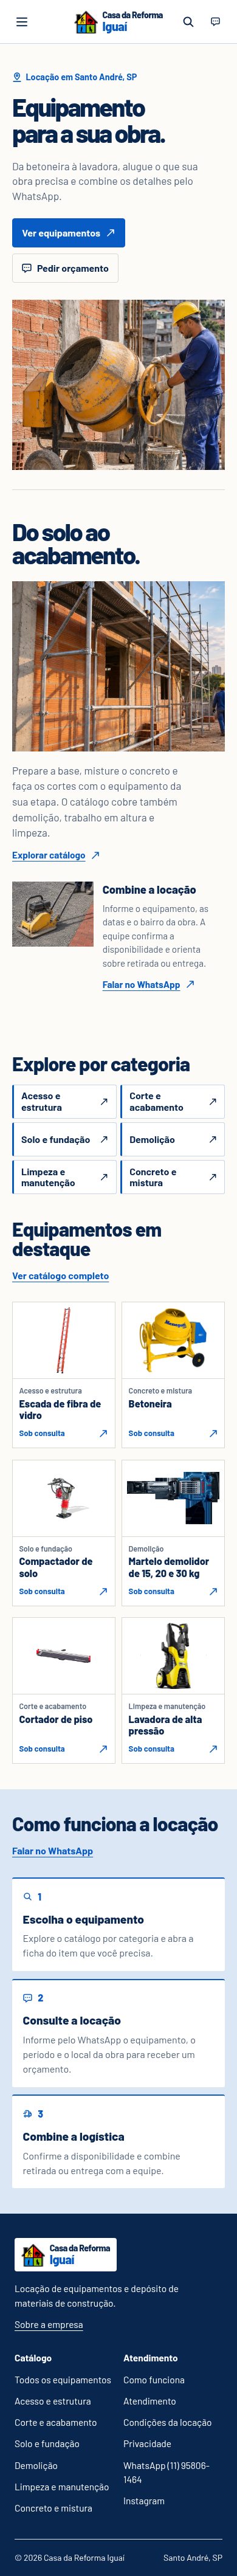 Casa da Reforma
Iguaí
Locação em Santo André, SP
Equipamentos
para a sua obra.
Da betoneira à lavadora, alugue o que sua
obra precisa e combine os detalhes pelo
WhatsApp.
Ver equipamentos
Pedir orçamento
Do solo ao
acabamento.
Prepare a base, misture o concreto e
faça os cortes com o equipamento da
sua etapa. O catálogo cobre também
demolição, trabalho em altura e
limpeza.
Explorar catálogo
Combine a locação
Informe o equipamento, as
datas e o bairro da obra. A
equipe confirma a
disponibilidade e orienta
sobre retirada ou entrega.
Falar no WhatsApp
Explore por categoria
Acesso e
estrutura
Corte e
acabamento
Solo e fundação
Demolição
Limpeza e
manutenção
Concreto e
mistura
Equipamentos em
destaque
Ver catálogo completo
Acesso e estrutura
Escada de fibra de
vidro
Sob consulta
Concreto e mistura
Betoneira
Sob consulta
Solo e fundação
Compactador de
solo
Sob consulta
Demolição
Martelo demolidor
de 15, 20 e 30 kg
Sob consulta
Corte e acabamento
Cortador de piso
Sob consulta
Limpeza e manutenção
Lavadora de alta
pressão
Sob consulta
Como funciona a locação
Falar no WhatsApp
1
Escolha o equipamento
Explore o catálogo por categoria e abra a
ficha do item que você precisa.
2
Consulte a locação
Informe pelo WhatsApp o equipamento, o
período e o local da obra para receber um
orçamento.
3
Combine a logística
Confirme a disponibilidade e combine
retirada ou entrega com a equipe.
Casa da Reforma
Iguaí
Locação de equipamentos e depósito de
materiais de construção.
Sobre a empresa
Catálogo
Todos os equipamentos
Acesso e estrutura
Corte e acabamento
Solo e fundação
Demolição
Limpeza e manutenção
Concreto e mistura
Atendimento
Como funciona
Atendimento
Condições da locação
Privacidade
WhatsApp (11) 95806-
1464
Instagram
© 2026 Casa da Reforma Iguaí
Santo André, SP